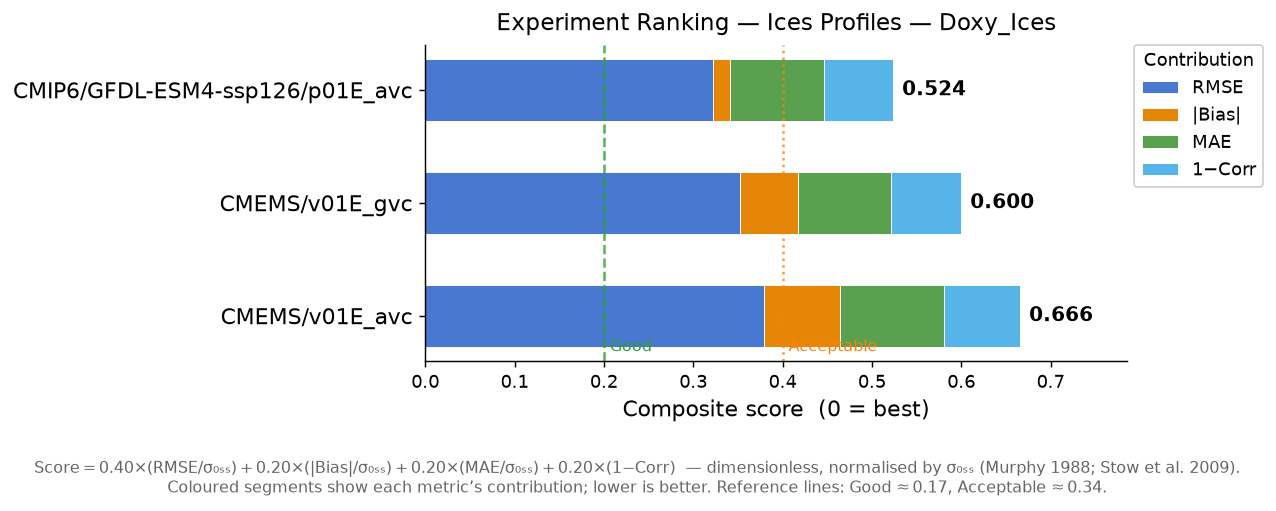 Experiment Ranking — Ices Profiles — Doxy_Ices
Contribution
RMSE
|Bias|
MAE
1−Corr
CMIP6/GFDL-ESM4-ssp126/p01E_avc
0.524
CMEMS/v01E_gvc
0.600
CMEMS/v01E_avc
0.666
Good
Acceptable
0.0 0.1 0.2 0.3 0.4 0.5 0.6 0.7
Composite score (0 = best)
Score = 0.40×(RMSE/σ₀ₛₛ) + 0.20×(|Bias|/σ₀ₛₛ) + 0.20×(MAE/σ₀ₛₛ) + 0.20×(1−Corr) — dimensionless, normalised by σ₀ₛₛ (Murphy 1988; Stow et al. 2009).
Coloured segments show each metric’s contribution; lower is better. Reference lines: Good ≈ 0.17, Acceptable ≈ 0.34.